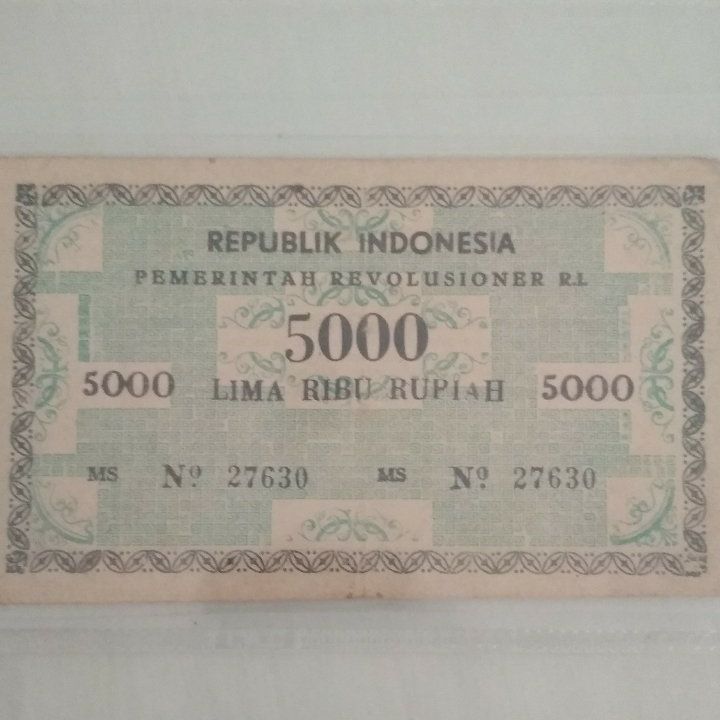 REPUBLIK INDONESIA
PEMERINTAH REVOLUSIONER R.I.
5000
5000 LIMA RIBU RUPIAH 5000
MS Nº 27630 MS Nº 27630